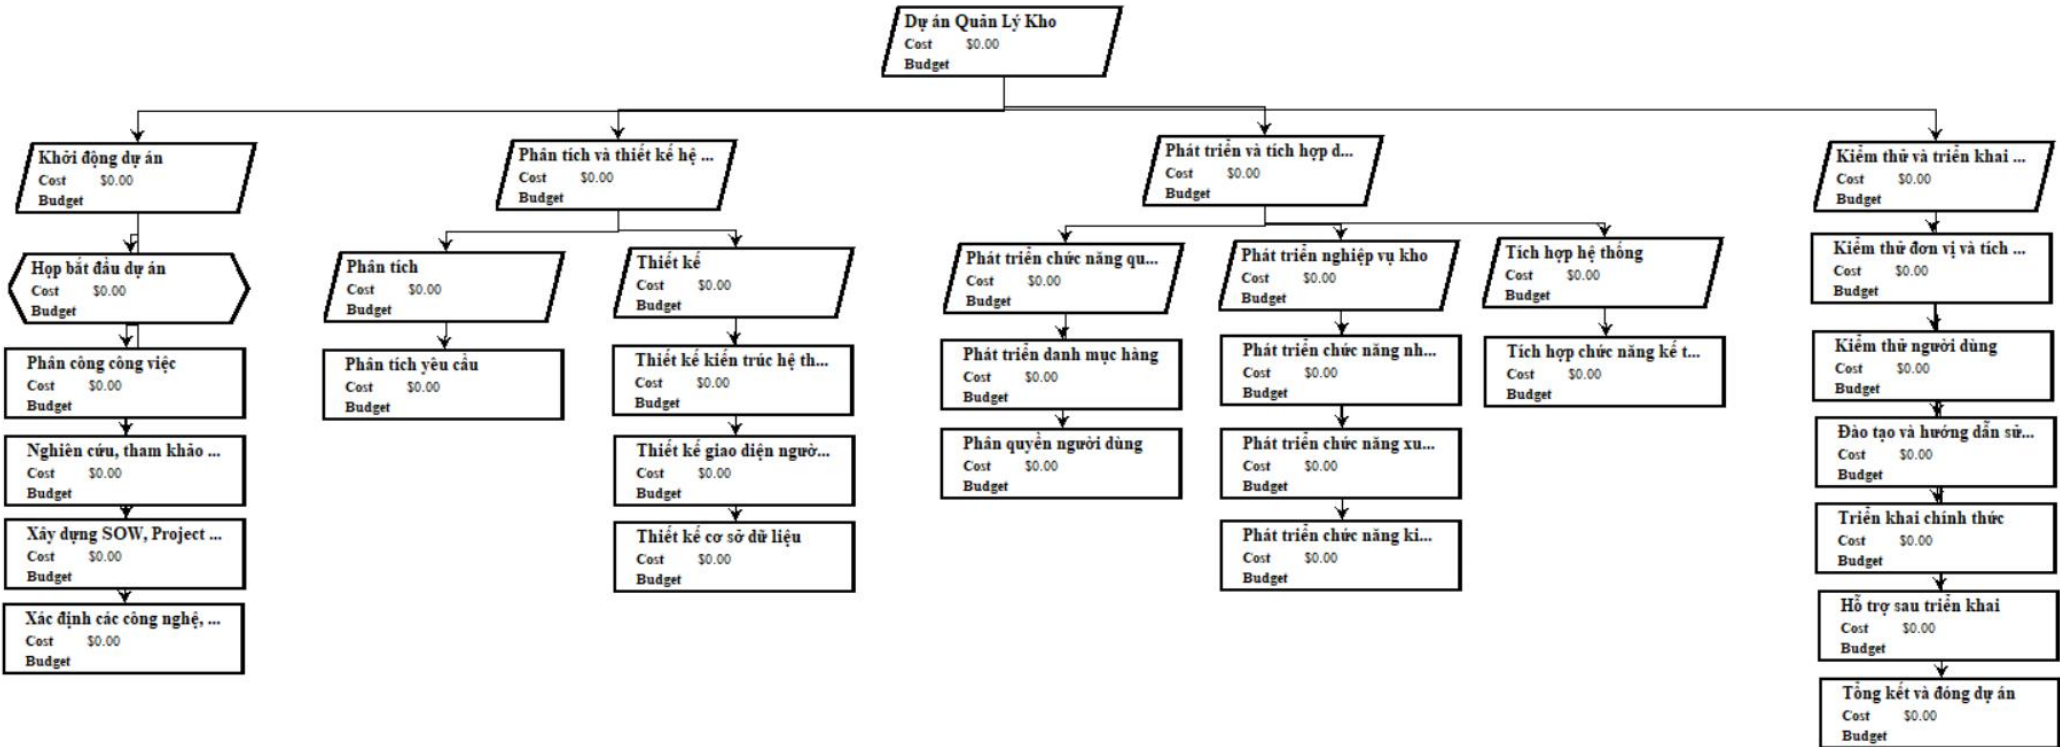 Dự án Quản Lý Kho
Cost $0.00
Budget
Khởi động dự án
Cost $0.00
Budget
Họp bắt đầu dự án
Cost $0.00
Budget
Phân công công việc
Cost $0.00
Budget
Nghiên cứu, tham khảo ...
Cost $0.00
Budget
Xây dựng SOW, Project ...
Cost $0.00
Budget
Xác định các công nghệ, ...
Cost $0.00
Budget
Phân tích và thiết kế hệ ...
Cost $0.00
Budget
Phân tích
Cost $0.00
Budget
Phân tích yêu cầu
Cost $0.00
Budget
Thiết kế
Cost $0.00
Budget
Thiết kế kiến trúc hệ th...
Cost $0.00
Budget
Thiết kế giao diện ngườ...
Cost $0.00
Budget
Thiết kế cơ sở dữ liệu
Cost $0.00
Budget
Phát triển và tích hợp d...
Cost $0.00
Budget
Phát triển chức năng qu...
Cost $0.00
Budget
Phát triển danh mục hàng
Cost $0.00
Budget
Phân quyền người dùng
Cost $0.00
Budget
Phát triển nghiệp vụ kho
Cost $0.00
Budget
Phát triển chức năng nh...
Cost $0.00
Budget
Phát triển chức năng xu...
Cost $0.00
Budget
Phát triển chức năng ki...
Cost $0.00
Budget
Tích hợp hệ thống
Cost $0.00
Budget
Tích hợp chức năng kế t...
Cost $0.00
Budget
Kiểm thử và triển khai ...
Cost $0.00
Budget
Kiểm thử đơn vị và tích ...
Cost $0.00
Budget
Kiểm thử người dùng
Cost $0.00
Budget
Đào tạo và hướng dẫn sử...
Cost $0.00
Budget
Triển khai chính thức
Cost $0.00
Budget
Hỗ trợ sau triển khai
Cost $0.00
Budget
Tổng kết và đóng dự án
Cost $0.00
Budget